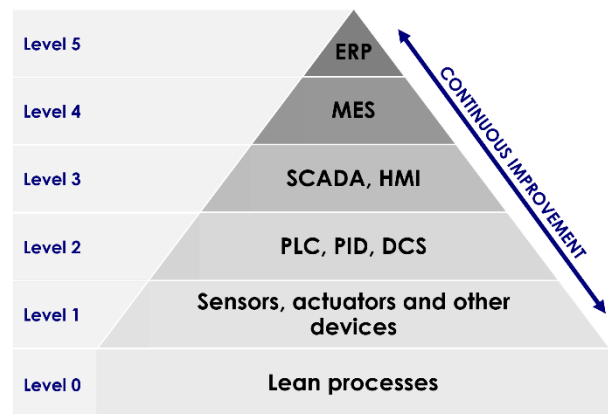 Level 5
ERP
Level 4
MES
Level 3
SCADA, HMI
Level 2
PLC, PID, DCS
Level 1
Sensors, actuators and other
devices
Level 0
Lean processes
CONTINUOUS IMPROVEMENT